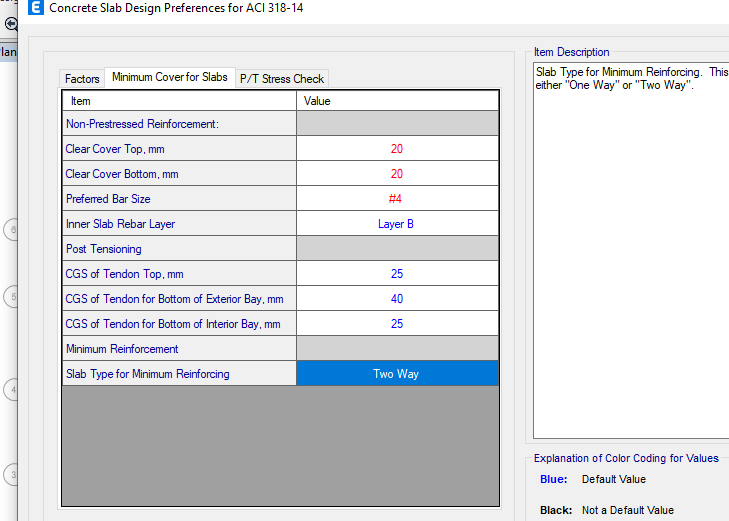 E Concrete Slab Design Preferences for ACI 318-14
Factors Minimum Cover for Slabs P/T Stress Check
Item Value
Non-Prestressed Reinforcement:
Clear Cover Top, mm 20
Clear Cover Bottom, mm 20
Preferred Bar Size #4
Inner Slab Rebar Layer Layer B
Post Tensioning
CGS of Tendon Top, mm 25
CGS of Tendon for Bottom of Exterior Bay, mm 40
CGS of Tendon for Bottom of Interior Bay, mm 25
Minimum Reinforcement
Slab Type for Minimum Reinforcing Two Way
Item Description
Slab Type for Minimum Reinforcing. This
either "One Way" or "Two Way".
Explanation of Color Coding for Values
Blue: Default Value
Black: Not a Default Value
lan
6
5
4
3